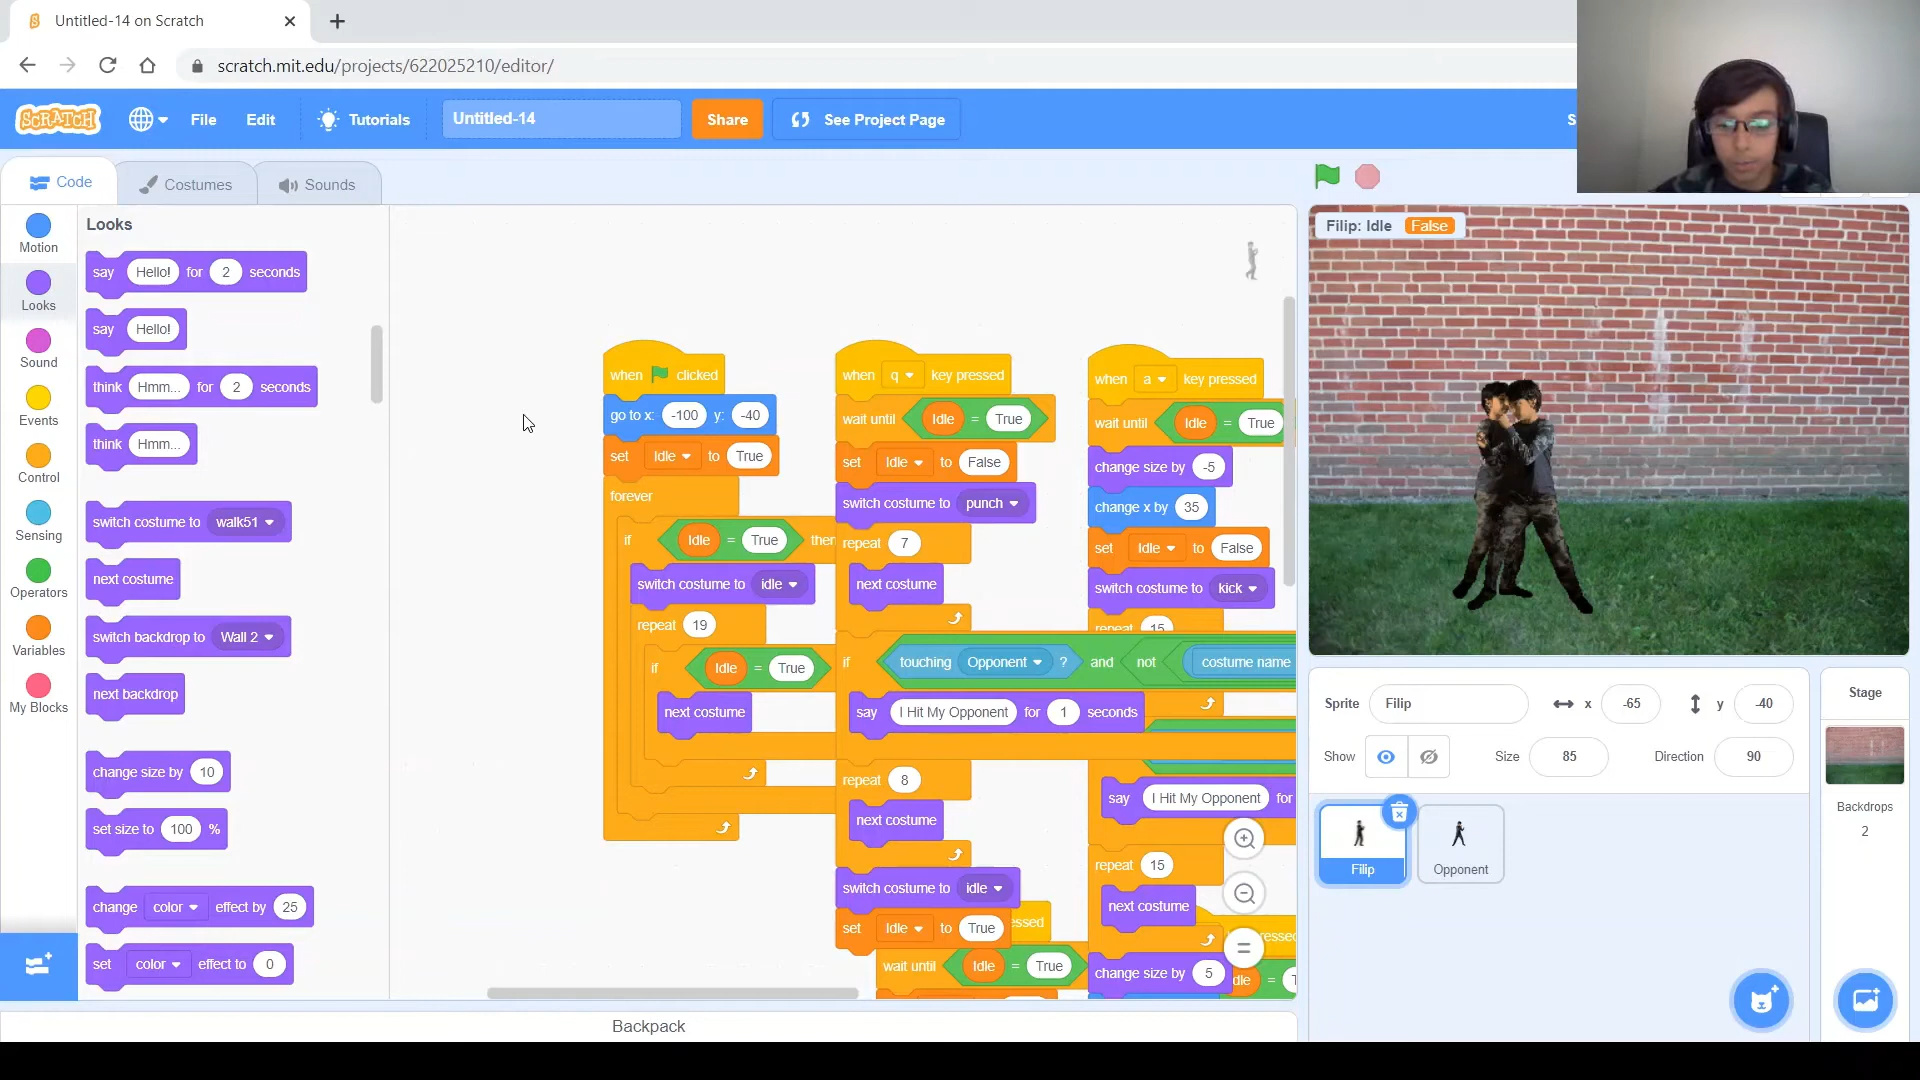 Untitled-14 on Scratch
scratch.mit.edu/projects/622025210/editor/
SCRATCH
File
Edit
Tutorials
Untitled-14
Share
See Project Page
S
Code
Costumes
Sounds
Motion
Looks
Sound
Events
Control
Sensing
Operators
Variables
My Blocks
Looks
say Hello! for 2 seconds
say Hello!
think Hmm... for 2 seconds
think Hmm...
switch costume to walk51
next costume
switch backdrop to Wall 2
next backdrop
change size by 10
set size to 100 %
change color effect by 25
set color effect to 0
when clicked
go to x: -100 y: -40
set Idle to True
forever
if Idle = True then
switch costume to idle
repeat 19
if Idle = True
next costume
when q key pressed
wait until Idle = True
set Idle to False
switch costume to punch
repeat 7
next costume
if touching Opponent ? and not costume name
say I Hit My Opponent for 1 seconds
repeat 8
next costume
switch costume to idle
set Idle to True
wait until Idle = True
when a key pressed
wait until Idle = True
change size by -5
change x by 35
set Idle to False
switch costume to kick
repeat 15
say I Hit My Opponent for
repeat 15
next costume
change size by 5
Filip: Idle False
Sprite Filip x -65 y -40
Show Size 85 Direction 90
Filip
Opponent
Stage
Backdrops
2
Backpack